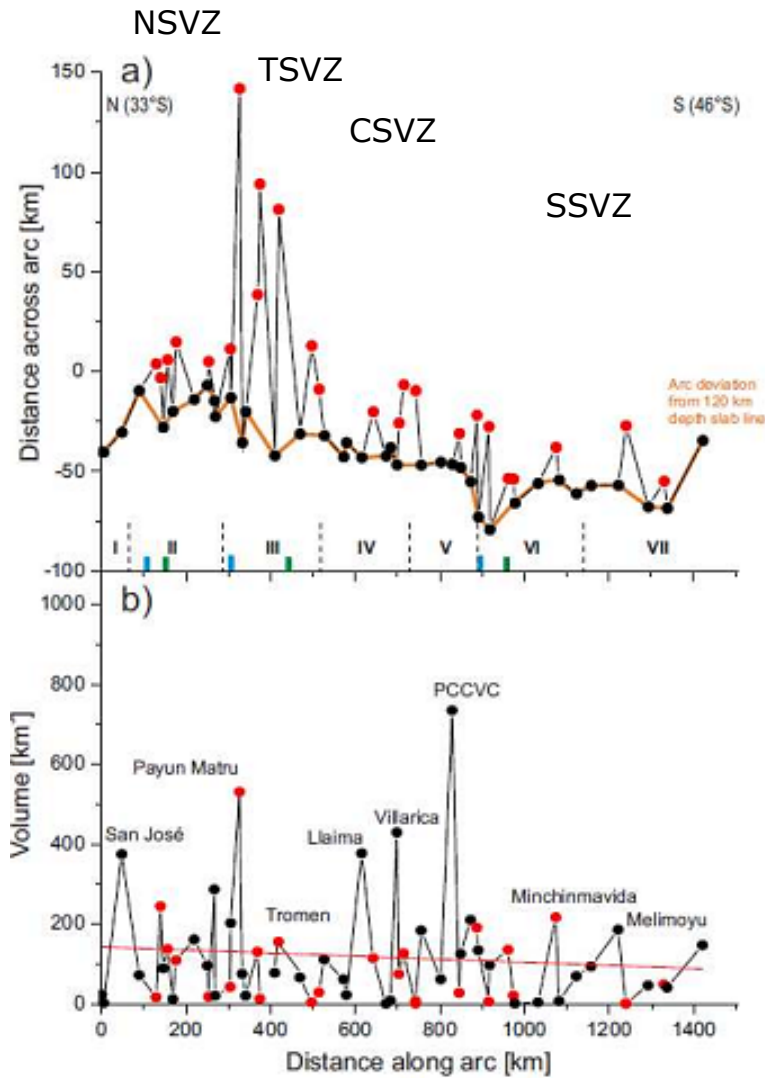 NSVZ
a)
TSVZ
CSVZ
SSVZ
N (33°S)
S (46°S)
150
100
50
0
-50
-100
Distance across arc [km]
Arc deviation
from 120 km
depth slab line
I II III IV V VI VII
b)
1000
800
600
400
200
0
Volume [km³]
PCCVC
Payun Matru
Villarica
San José
Llaima
Minchinmavida
Tromen
Melimoyu
0 200 400 600 800 1000 1200 1400
Distance along arc [km]